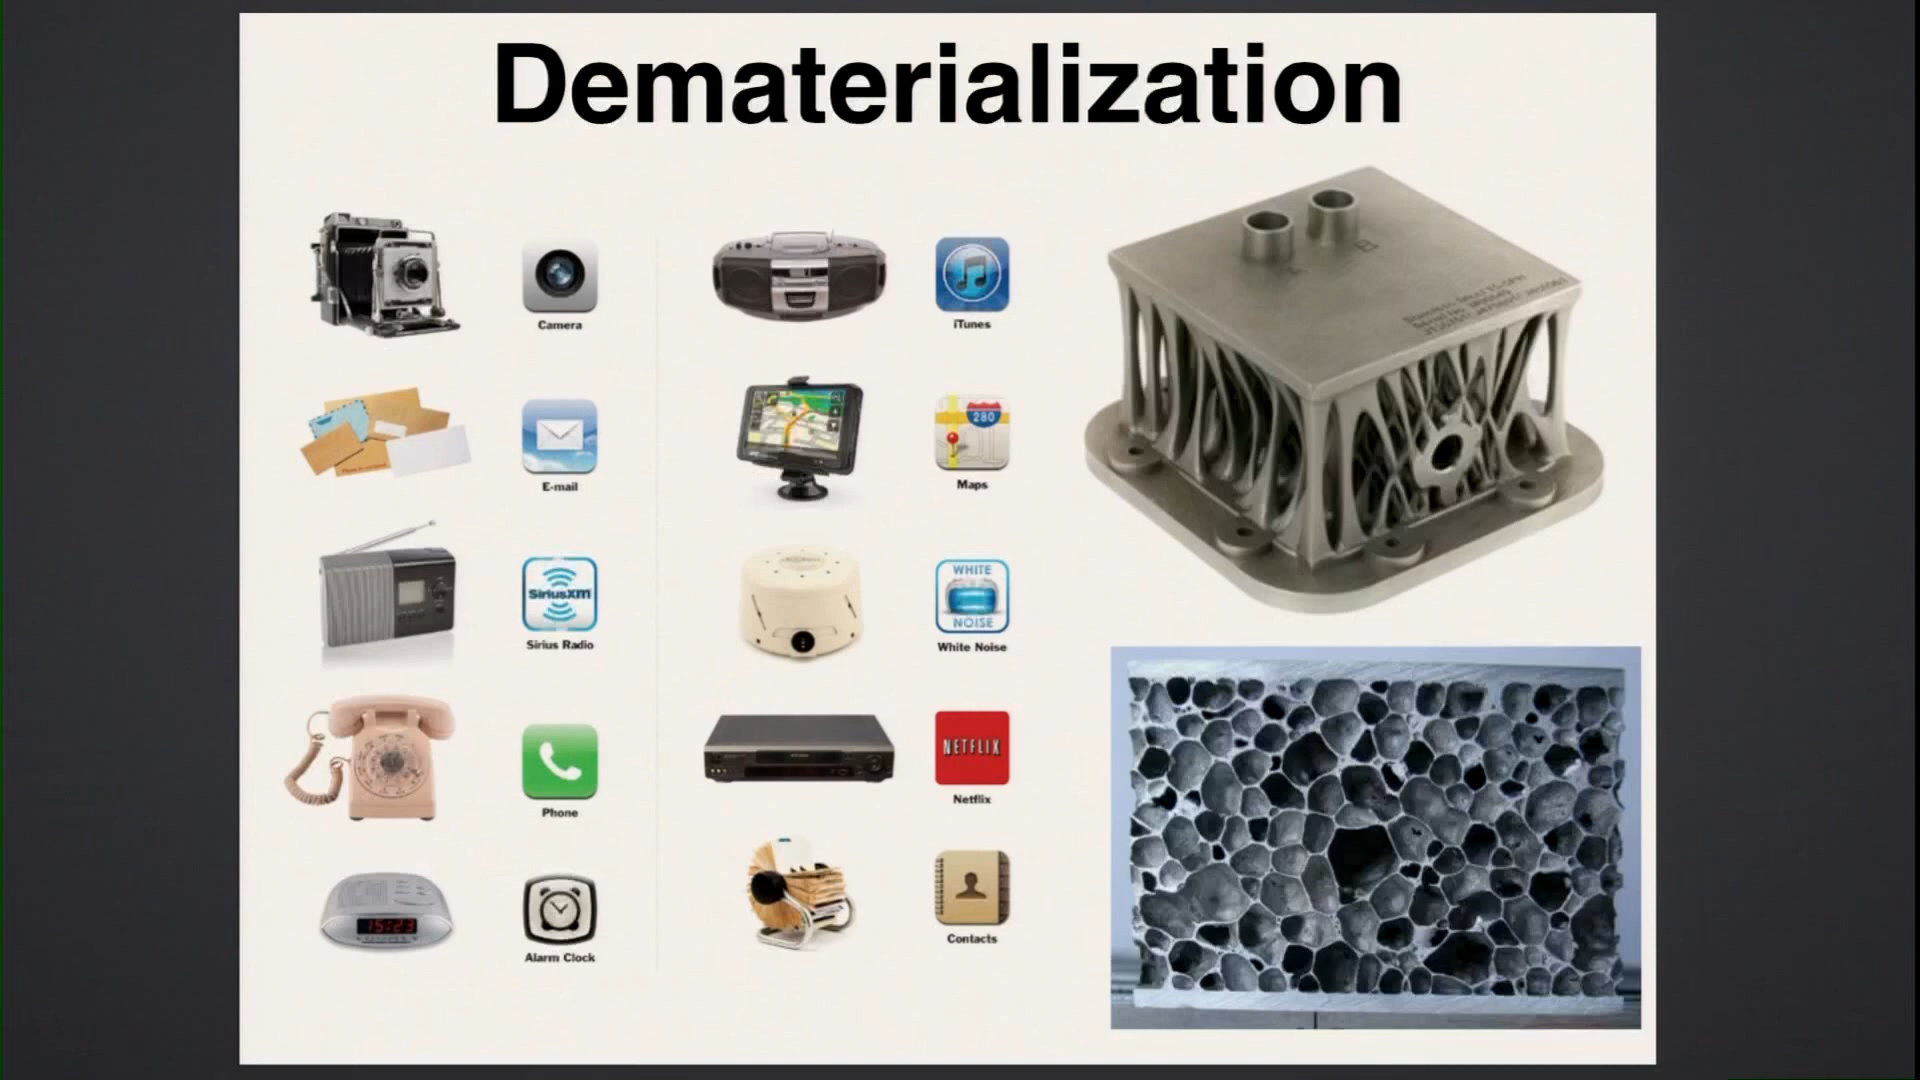 Dematerialization
Camera
iTunes
E-mail
280
Maps
SiriusXM
Sirius Radio
WHITE
NOISE
White Noise
Phone
NETFLIX
Netflix
15:23
Alarm Clock
Contacts